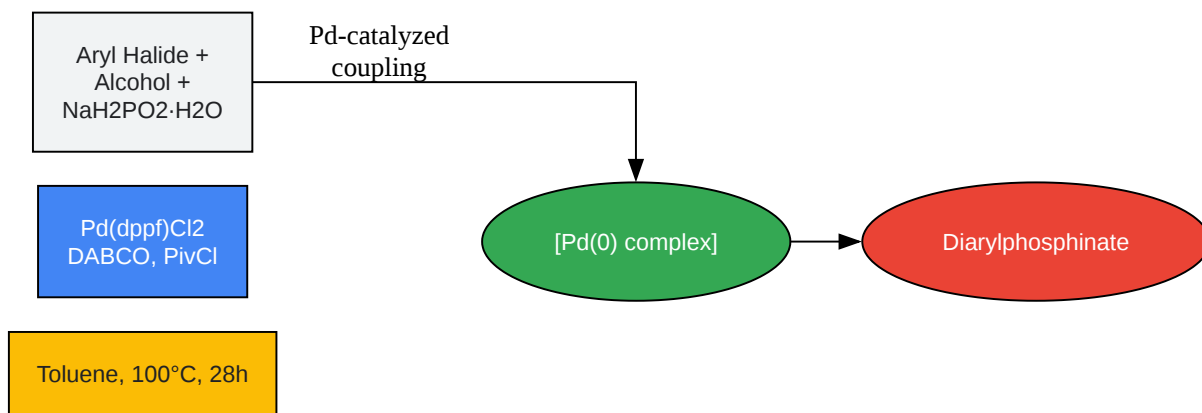 Aryl Halide +
Alcohol +
NaH2PO2·H2O
Pd-catalyzed
coupling
Pd(dppf)Cl2
DABCO, PivCl
[Pd(0) complex]
Diarylphosphinate
Toluene, 100°C, 28h